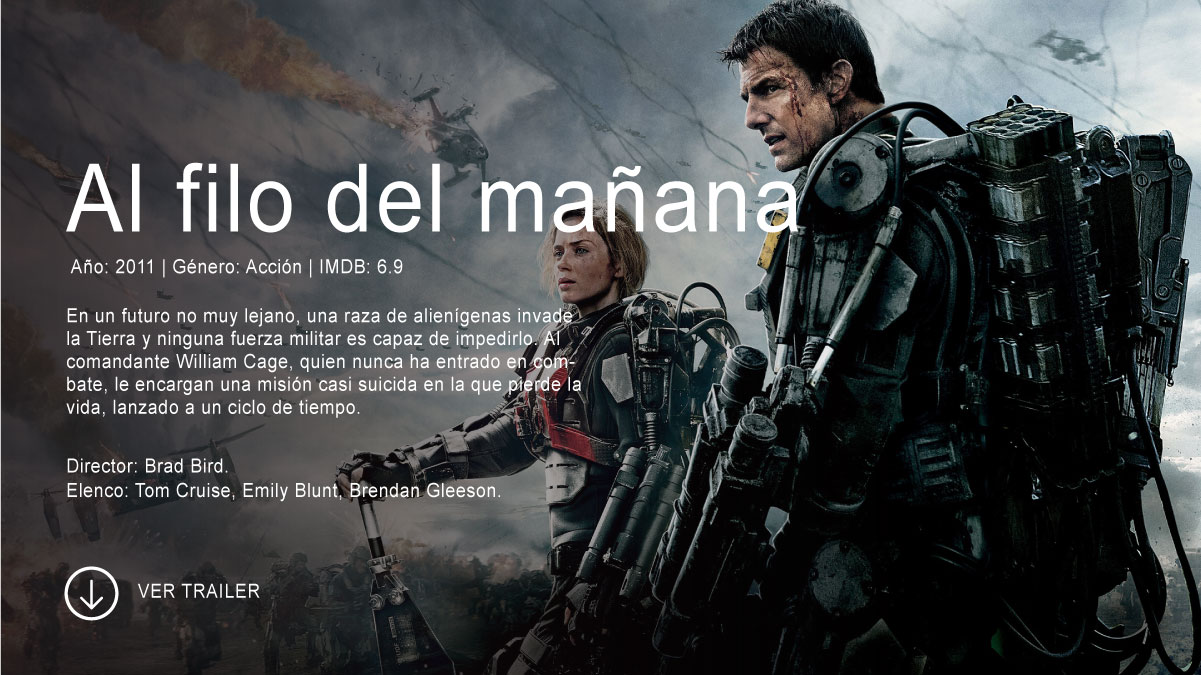 Al filo del mañana
Año: 2011 | Género: Acción | IMDB: 6.9
En un futuro no muy lejano, una raza de alienígenas invade
la Tierra y ninguna fuerza militar es capaz de impedirlo. Al
comandante William Cage, quien nunca ha entrado en com-
bate, le encargan una misión casi suicida en la que pierde la
vida, lanzado a un ciclo de tiempo.
Director: Brad Bird.
Elenco: Tom Cruise, Emily Blunt, Brendan Gleeson.
VER TRAILER